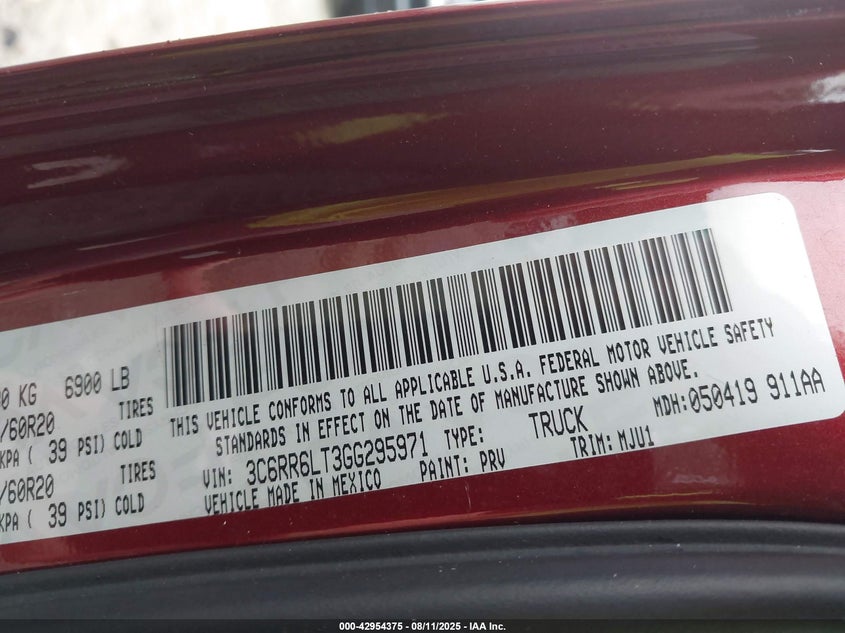 0 KG 6900 LB
TIRES
/60R20
KPA ( 39 PSI) COLD
TIRES
/60R20
KPA ( 39 PSI) COLD
THIS VEHICLE CONFORMS TO ALL APPLICABLE U.S.A. FEDERAL MOTOR VEHICLE SAFETY
STANDARDS IN EFFECT ON THE DATE OF MANUFACTURE SHOWN ABOVE.
VIN: 3C6RR6LT3GG295971 TYPE: TRUCK MDH:050419 911AA
VEHICLE MADE IN MEXICO PAINT: PRV TRIM: MJU1
000-42954375 - 08/11/2025 - IAA Inc.